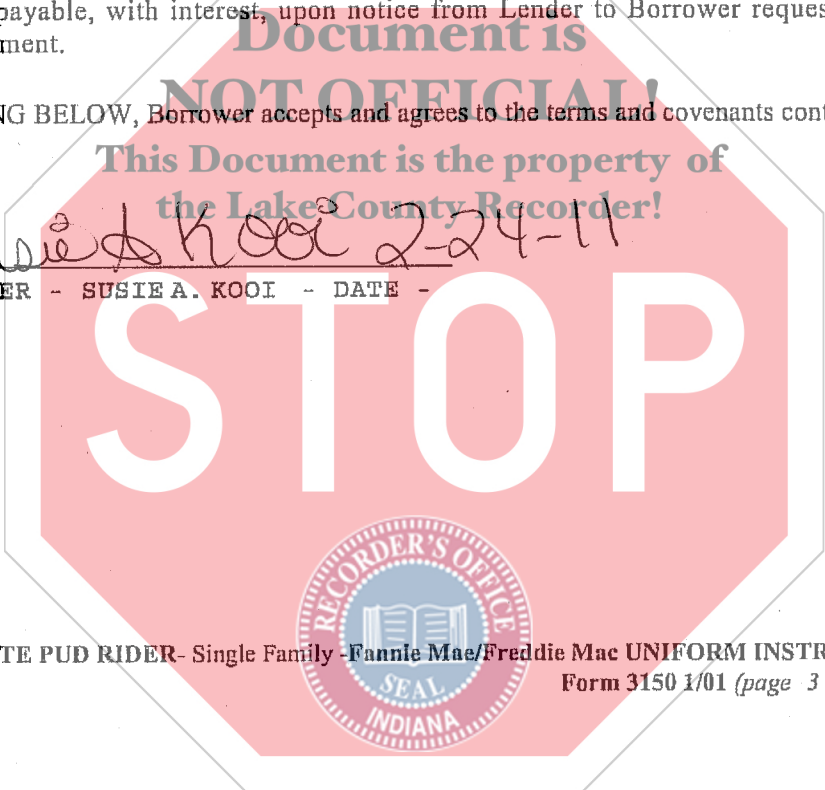 payable, with interest, upon notice from Lender to Borrower reques
ment.
Document is
NOT OFFICIAL!
NG BELOW, Borrower accepts and agrees to the terms and covenants cont
This Document is the property of
the Lake County Recorder!
sie A Kooi 2-24-11
ER - SUSIE A. KOOI - DATE -
STOP
RECORDER'S OFFICE
TE PUD RIDER- Single Family -Fannie Mae/Freddie Mac UNIFORM INSTR
SEAL
Form 3150 1/01 (page 3
INDIANA